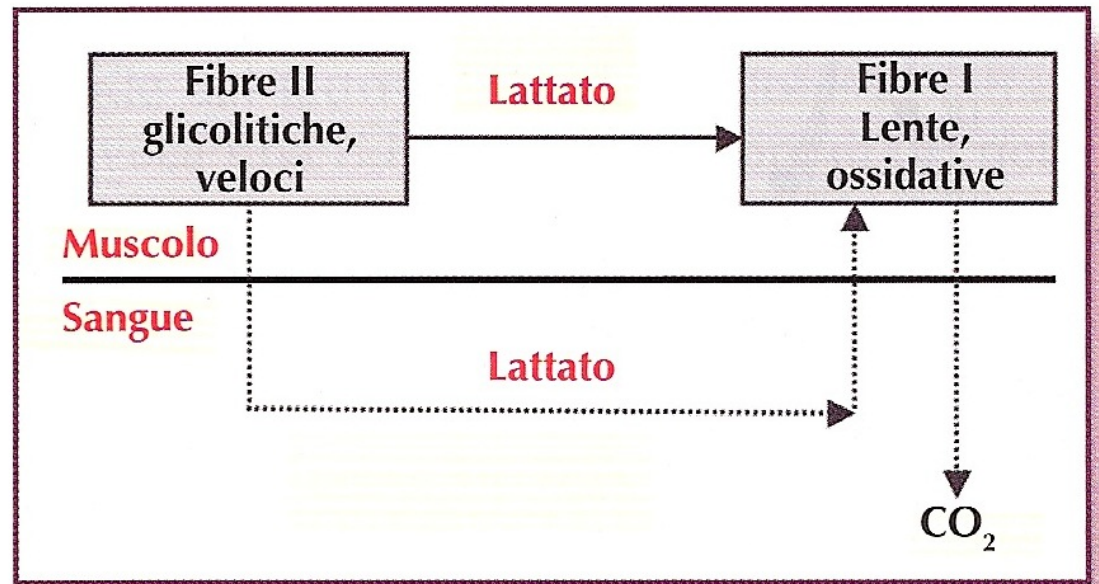 Fibre II
glicolitiche,
veloci
Lattato
Fibre I
Lente,
ossidative
Muscolo
Sangue
Lattato
CO₂